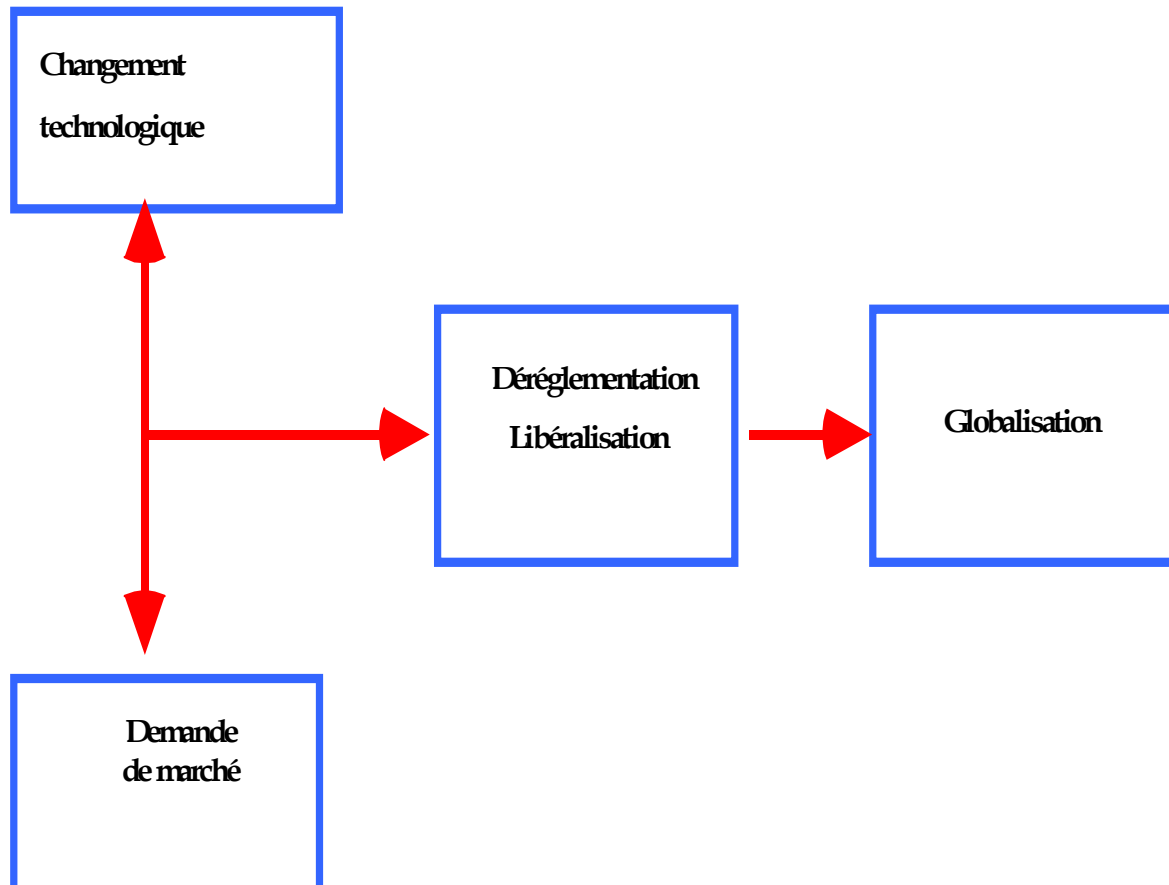 Changement
technologique
Déréglementation
Libéralisation
Globalisation
Demande
de marché